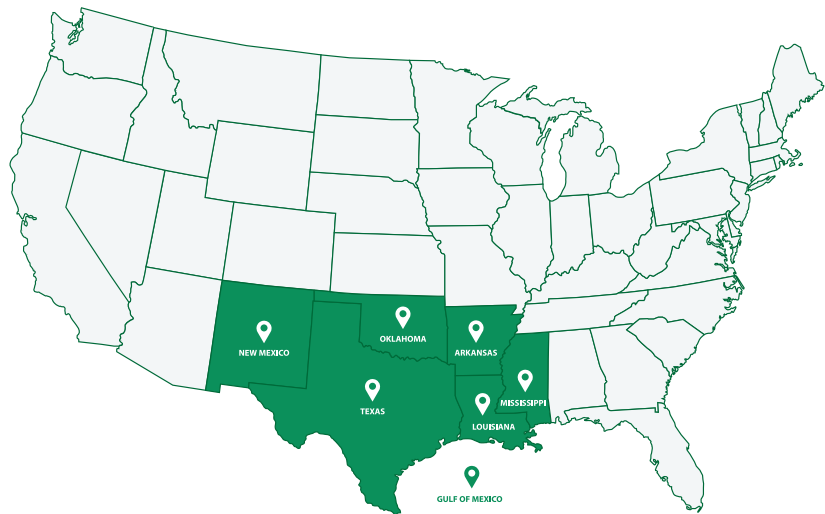 OKLAHOMA
NEW MEXICO
ARKANSAS
MISSISSIPPI
TEXAS
LOUISIANA
GULF OF MEXICO